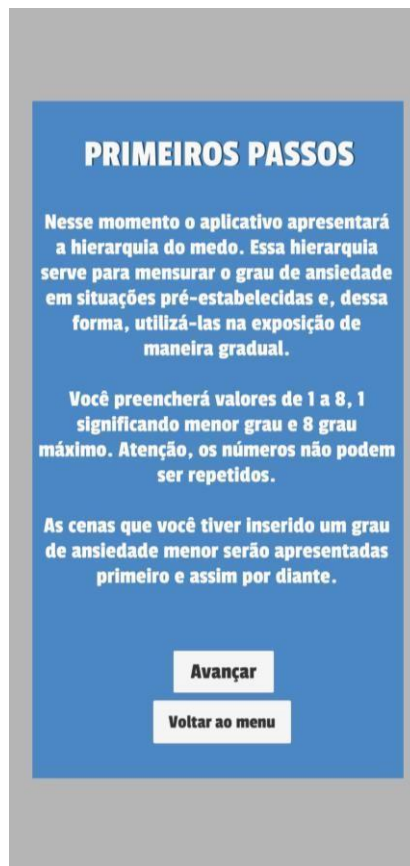 PRIMEIROS PASSOS
Nesse momento o aplicativo apresentará
a hierarquia do medo. Essa hierarquia
serve para mensurar o grau de ansiedade
em situações pré-estabelecidas e, dessa
forma, utilizá-las na exposição de
maneira gradual.
Você preencherá valores de 1 a 8, 1
significando menor grau e 8 grau
máximo. Atenção, os números não podem
ser repetidos.
As cenas que você tiver inserido um grau
de ansiedade menor serão apresentadas
primeiro e assim por diante.
Avançar
Voltar ao menu